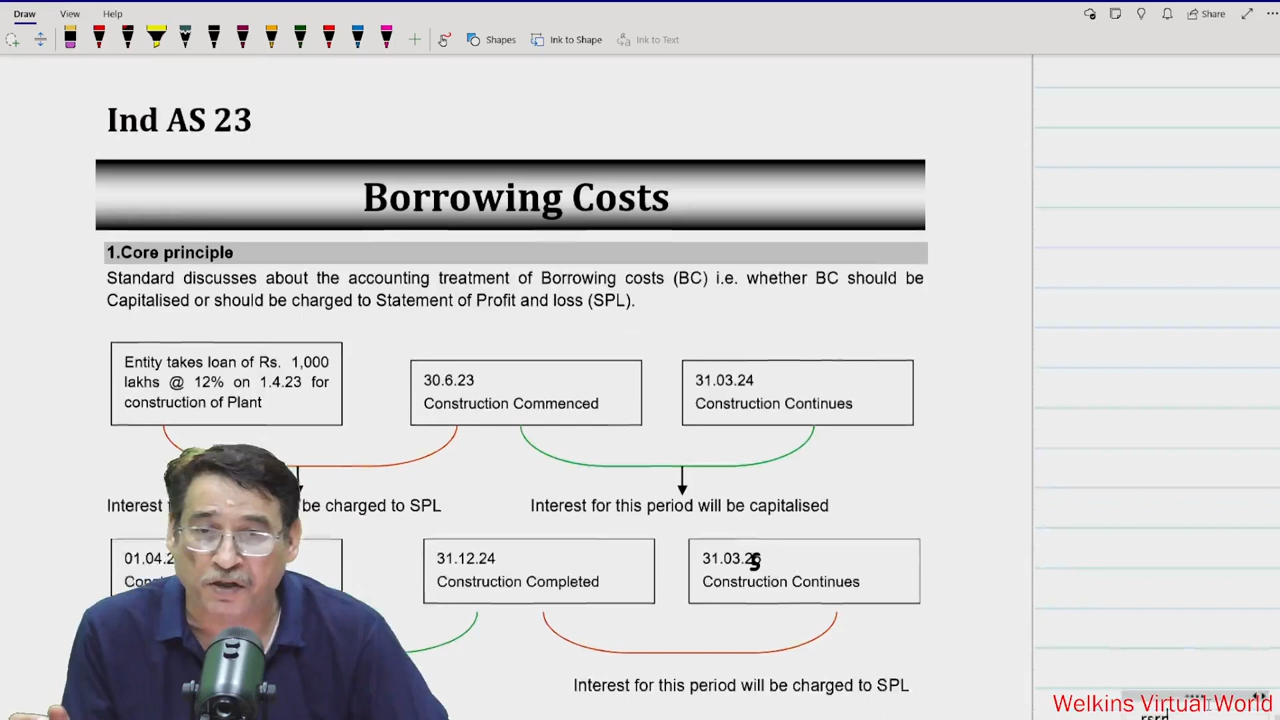 Draw View Help
Share
Shapes Ink to Shape Ink to Text
Ind AS 23
Borrowing Costs
1.Core principle
Standard discusses about the accounting treatment of Borrowing costs (BC) i.e. whether BC should be
Capitalised or should be charged to Statement of Profit and loss (SPL).
Entity takes loan of Rs. 1,000
lakhs @ 12% on 1.4.23 for
construction of Plant
30.6.23
Construction Commenced
31.03.24
Construction Continues
Interest be charged to SPL
Interest for this period will be capitalised
01.04.2
31.12.24
Construction Completed
31.03.25
Construction Continues
Interest for this period will be charged to SPL
Welkins Virtual World